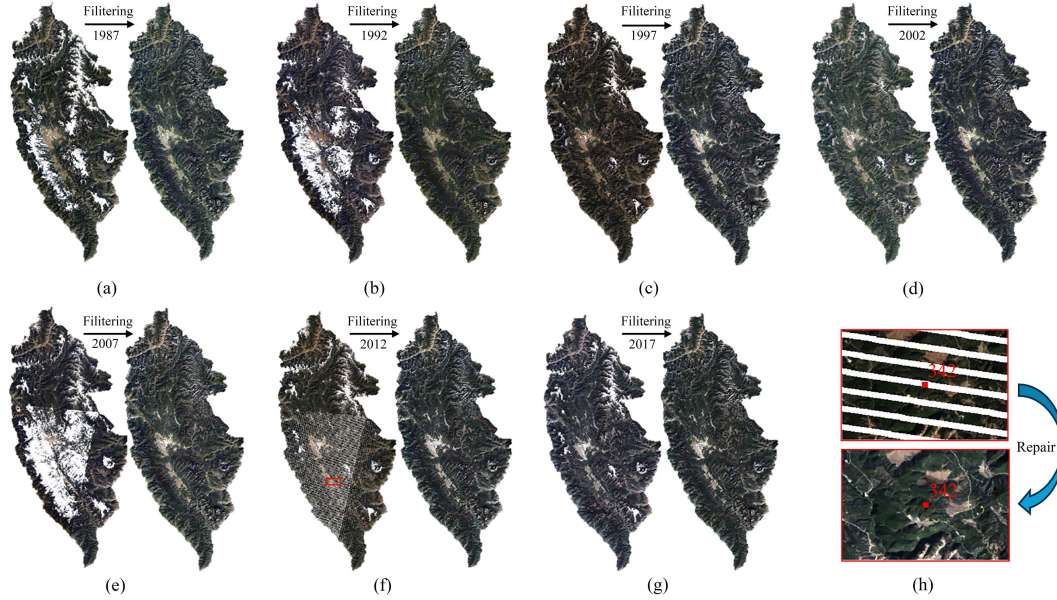 Filitering
1987
Filitering
1992
Filitering
1997
Filitering
2002
(a)
(b)
(c)
(d)
Filitering
2007
Filitering
2012
Filitering
2017
342
Repair
342
(e)
(f)
(g)
(h)